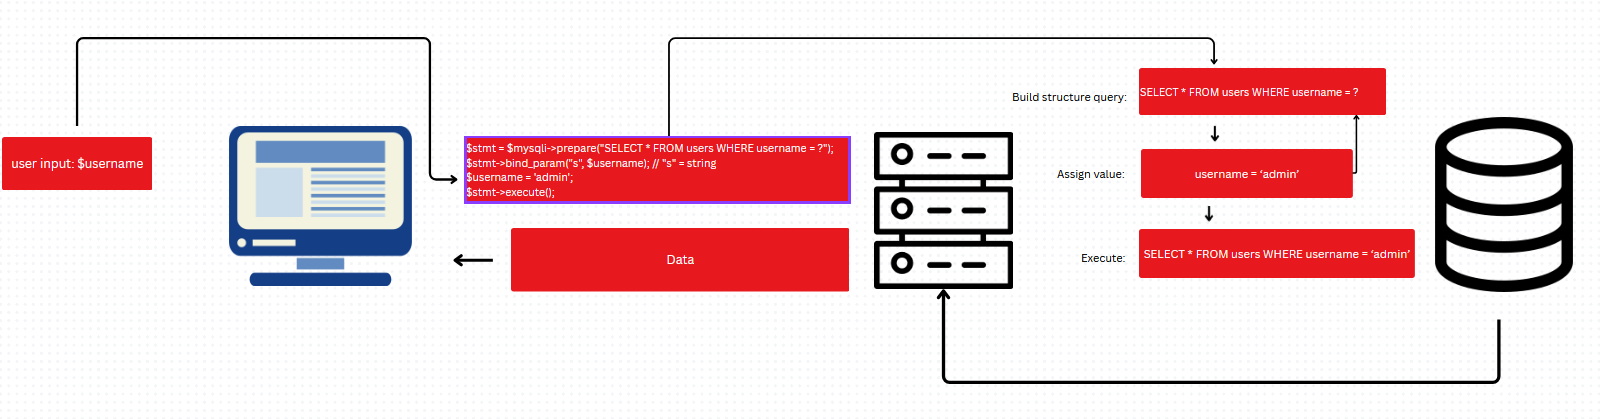 user input: $username
$stmt = $mysqli->prepare("SELECT * FROM users WHERE username = ?");
$stmt->bind_param("s", $username); // "s" = string
$username = 'admin';
$stmt->execute();
Data
Build structure query:
SELECT * FROM users WHERE username = ?
Assign value:
username = ‘admin’
Execute:
SELECT * FROM users WHERE username = ‘admin’